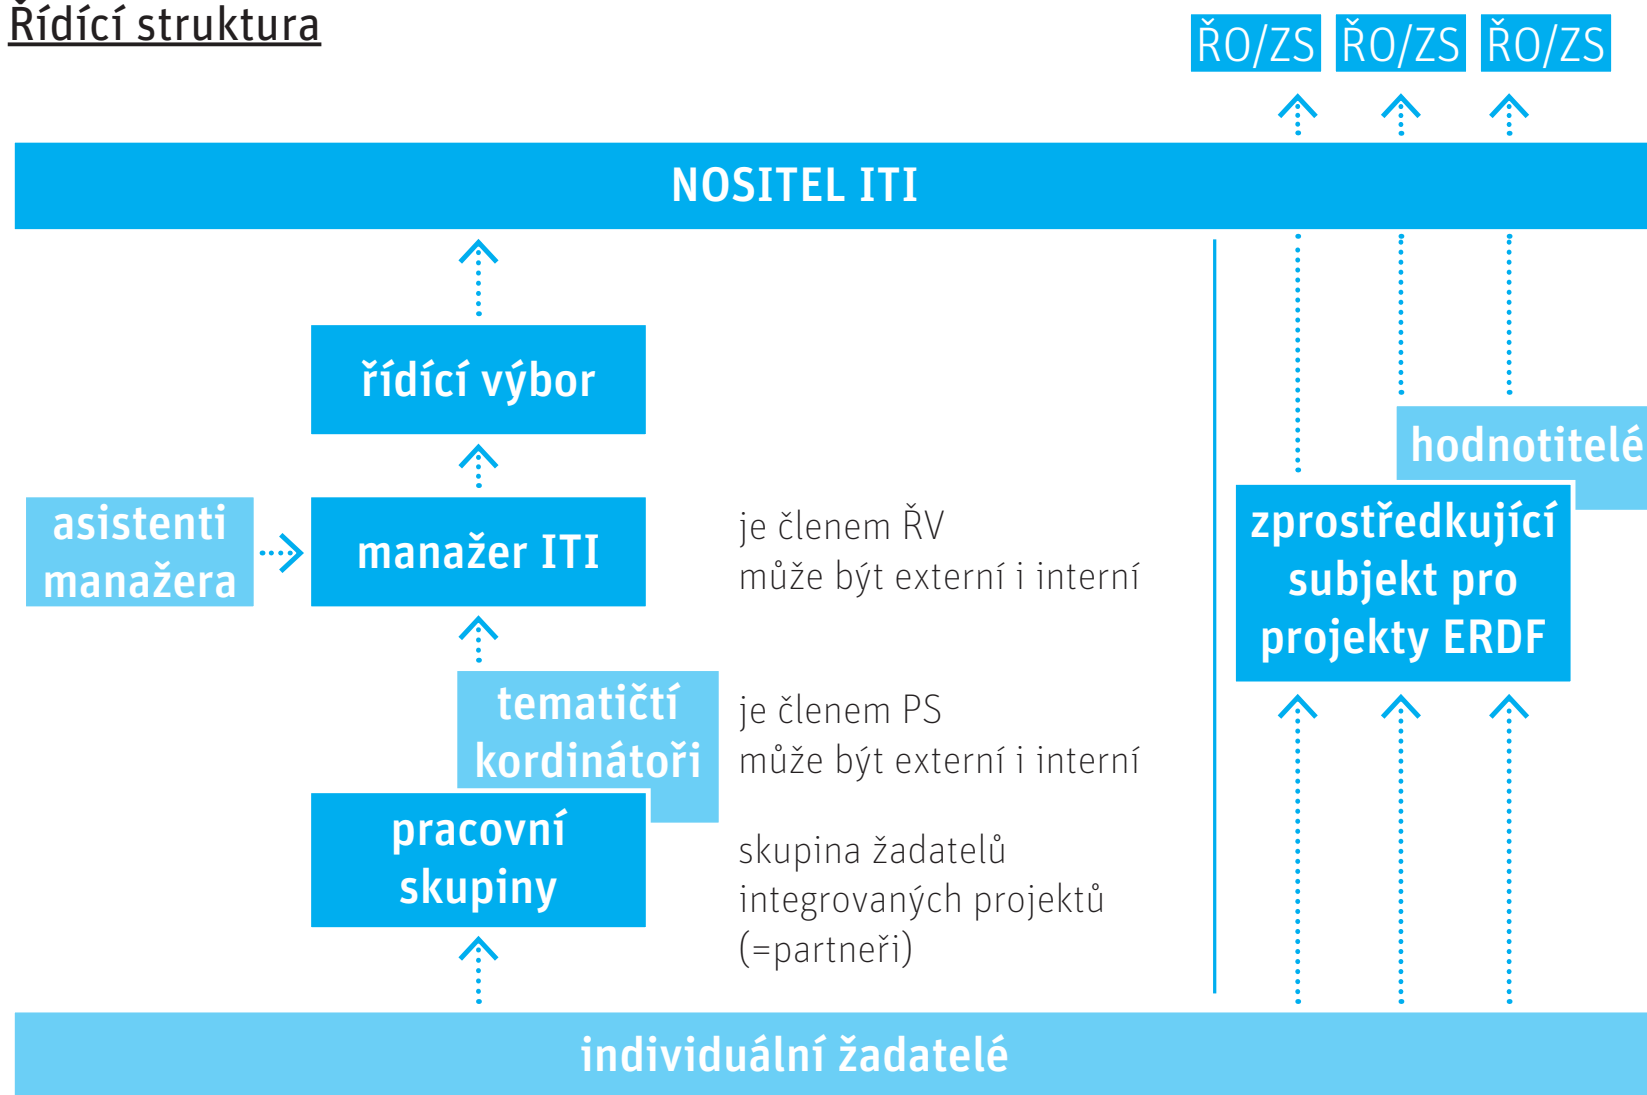 Řídící struktura
ŘO/ZS ŘO/ZS ŘO/ZS
NOSITEL ITI
řídící výbor
asistenti
manažera
manažer ITI
je členem ŘV
může být externí i interní
tematičtí
kordinátoři
je členem PS
může být externí i interní
pracovní
skupiny
skupina žadatelů
integrovaných projektů
(=partneři)
hodnotitelé
zprostředkující
subjekt pro
projekty ERDF
individuální žadatelé